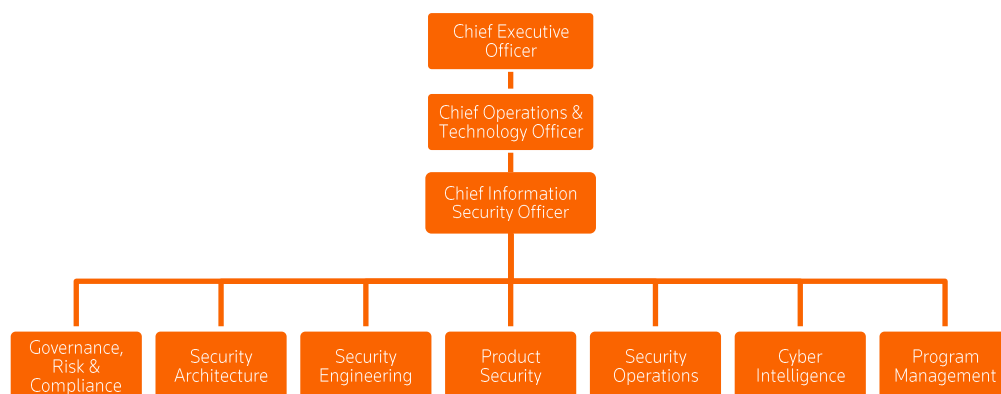 Chief Executive
Officer
Chief Operations &
Technology Officer
Chief Information
Security Officer
Governance,
Risk &
Compliance
Security
Architecture
Security
Engineering
Product
Security
Security
Operations
Cyber
Intelligence
Program
Management